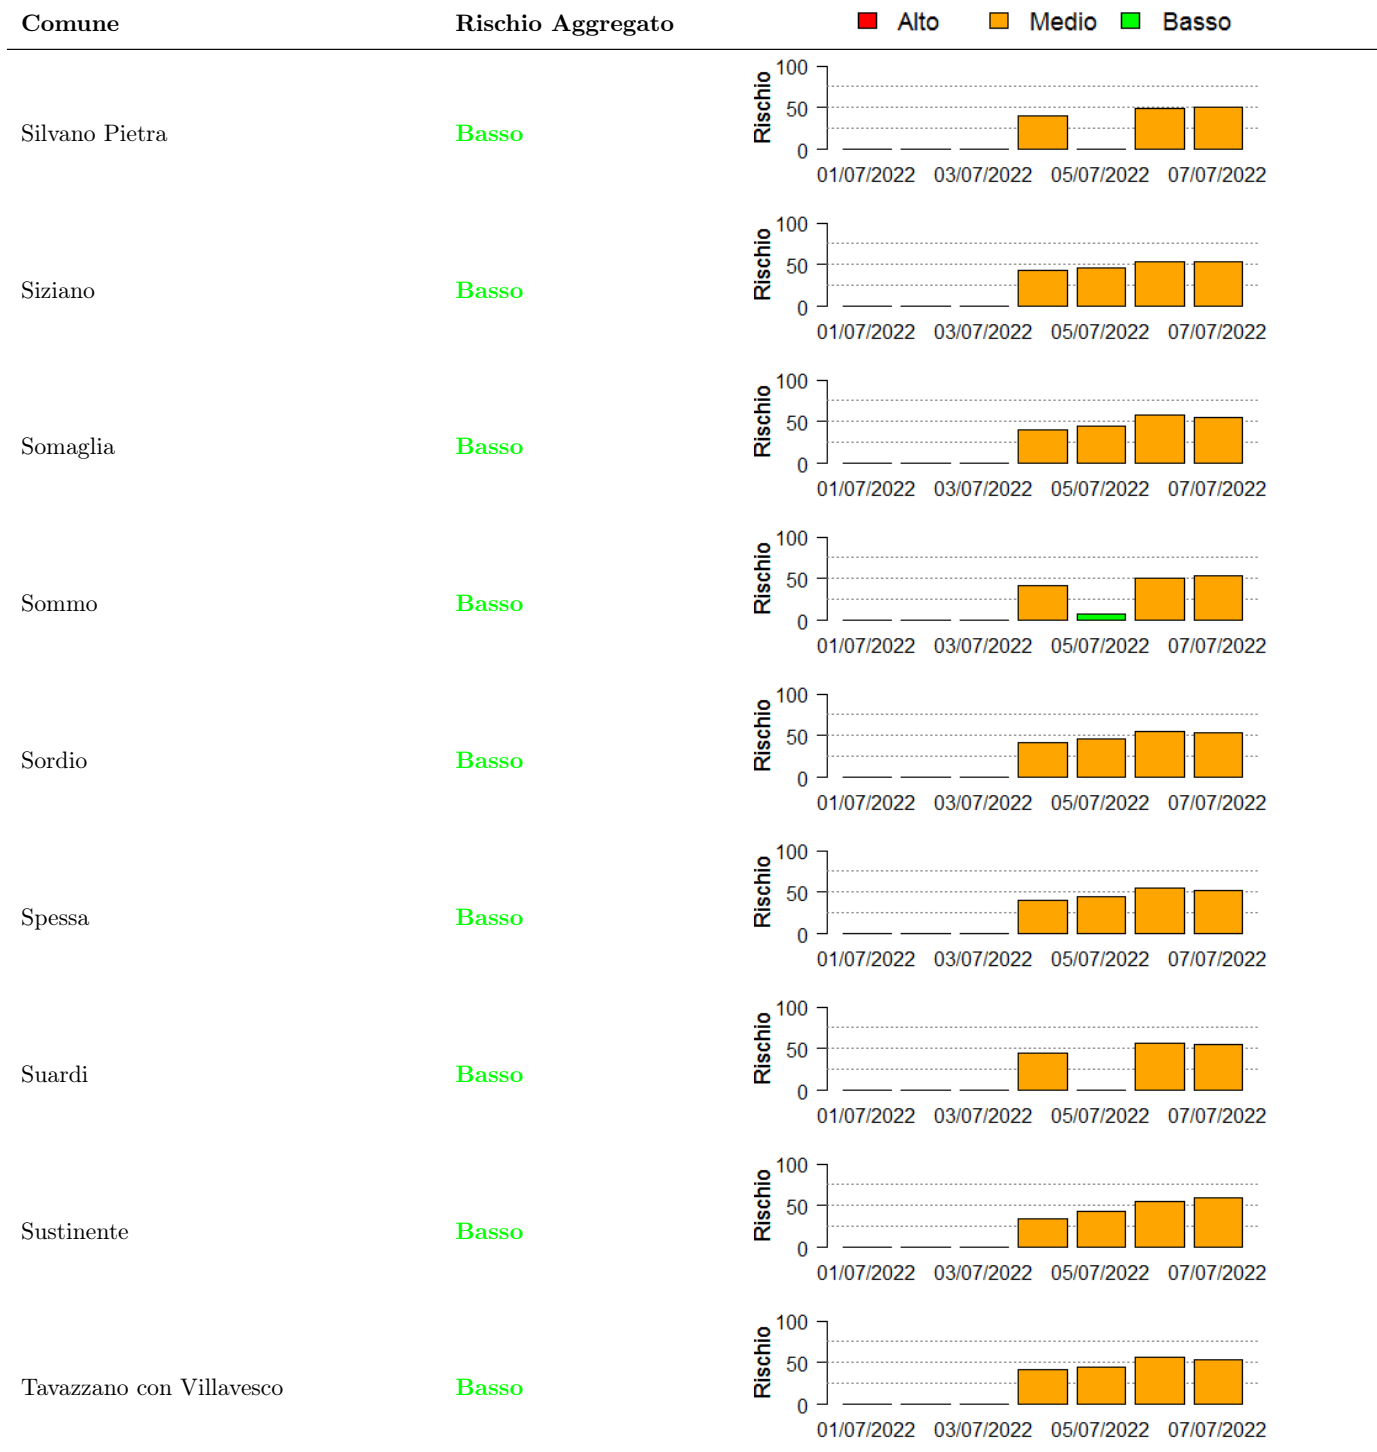 Comune Rischio Aggregato Alto Medio Basso
100
50
0
Rischio
Silvano Pietra Basso
01/07/2022 03/07/2022 05/07/2022 07/07/2022
100
50
0
Rischio
Siziano Basso
01/07/2022 03/07/2022 05/07/2022 07/07/2022
100
50
0
Rischio
Somaglia Basso
01/07/2022 03/07/2022 05/07/2022 07/07/2022
100
50
0
Rischio
Sommo Basso
01/07/2022 03/07/2022 05/07/2022 07/07/2022
100
50
0
Rischio
Sordio Basso
01/07/2022 03/07/2022 05/07/2022 07/07/2022
100
50
0
Rischio
Spessa Basso
01/07/2022 03/07/2022 05/07/2022 07/07/2022
100
50
0
Rischio
Suardi Basso
01/07/2022 03/07/2022 05/07/2022 07/07/2022
100
50
0
Rischio
Sustinente Basso
01/07/2022 03/07/2022 05/07/2022 07/07/2022
100
50
0
Rischio
Tavazzano con Villavesco Basso
01/07/2022 03/07/2022 05/07/2022 07/07/2022